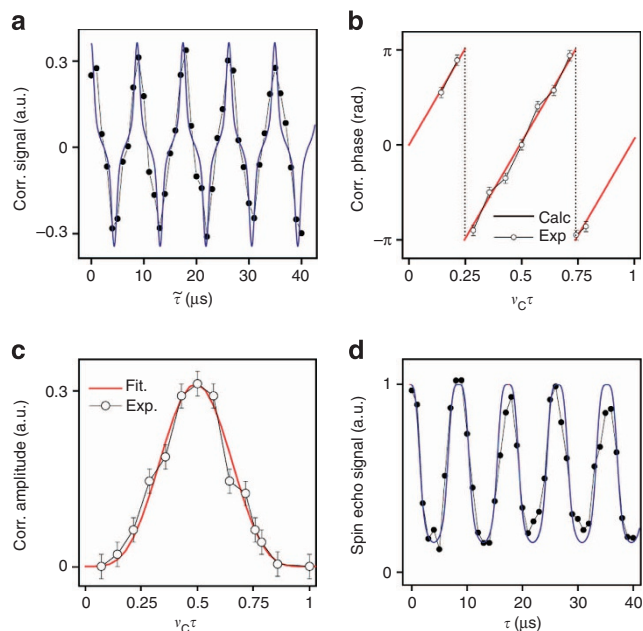 a
Corr. signal (a.u.)
0.3
0
−0.3
0 10 20 30 40
τ̃ (μs)
b
Corr. phase (rad.)
π
0
−π
Calc
Exp
0 0.25 0.5 0.75 1
νCτ
c
Corr. amplitude (a.u.)
0.3
0
Fit.
Exp.
0 0.25 0.5 0.75 1
νCτ
d
Spin echo signal (a.u.)
1
0
0 10 20 30 40
τ (μs)